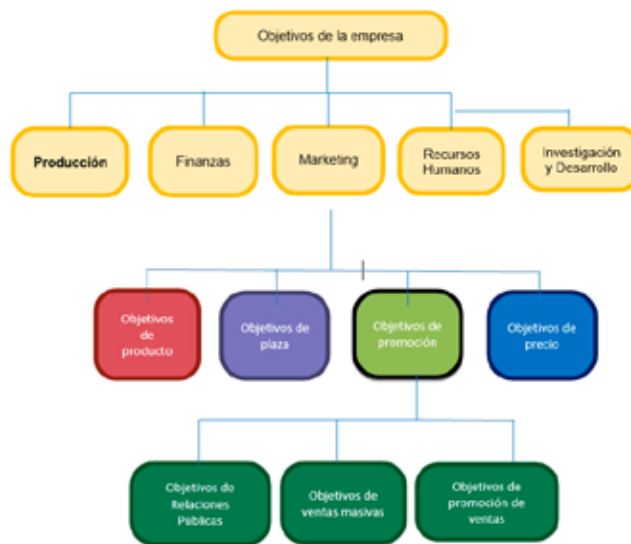 Objetivos de la empresa
Producción
Finanzas
Marketing
Recursos
Humanos
Investigación
y Desarrollo
Objetivos
de
producto
Objetivos de
plaza
Objetivos de
promoción
Objetivos de
precio
Objetivos de
Relaciones
Públicas
Objetivos de
ventas masivas
Objetivos de
promoción de
ventas